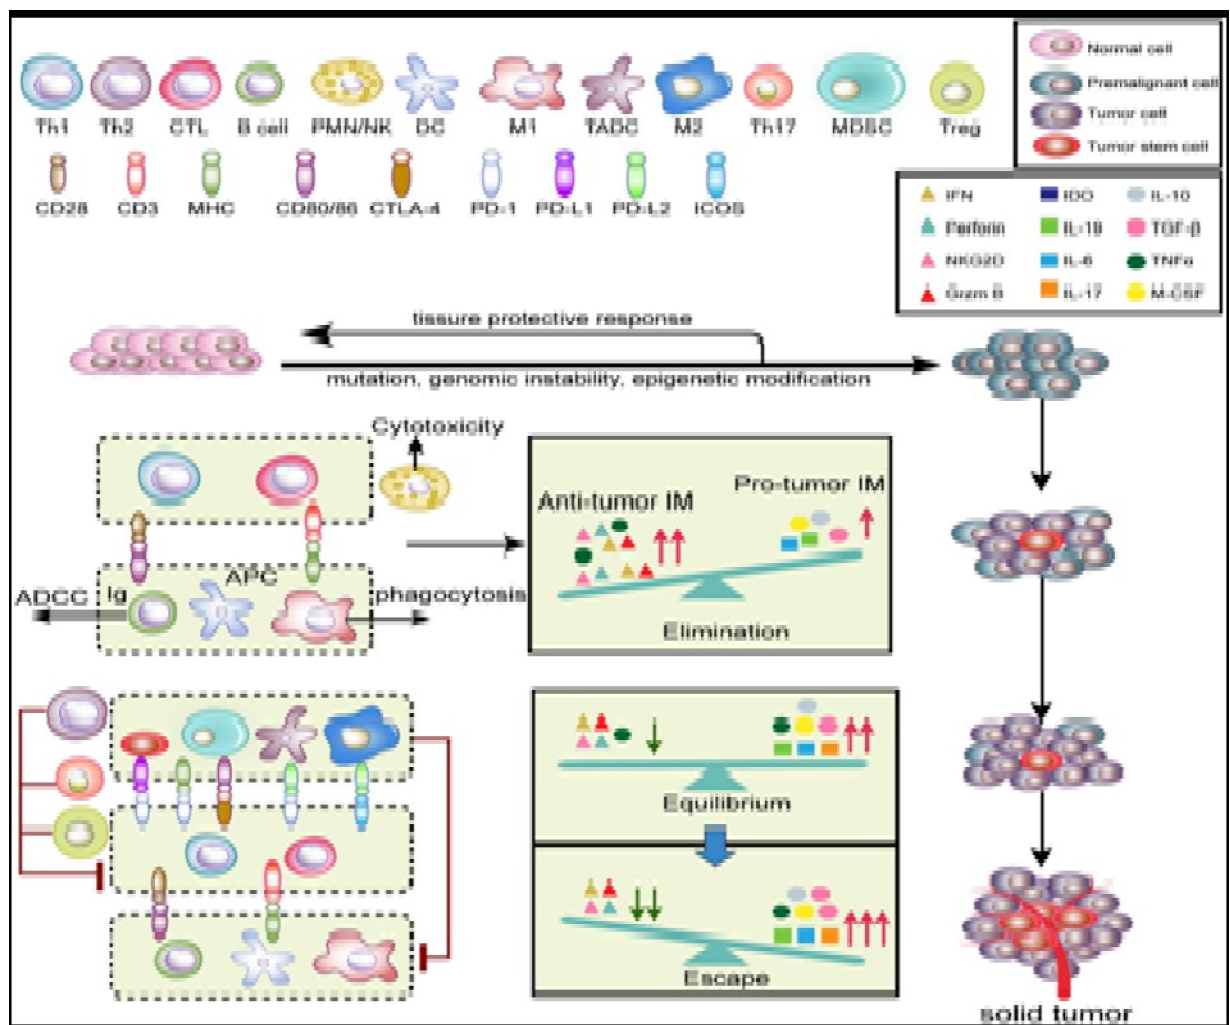 Normal cell
Premalignant cell
Tumor cell
Tumor stem cell
Th1 Th2 CTL B cell PMN/NK DC M1 TADC M2 Th17 MDSC Treg
CD28 CD3 MHC CD80/86 CTLA-4 PD-1 PD-L1 PD-L2 ICOS
IFN IDO IL-10
Perforin TGF-β
NKG2D IL-6 TNFα
Grzm B IL-17 M-CSF
tissure protective response
mutation, genomic instability, epigenetic modification
Cytotoxicity
Anti-tumor IM Pro-tumor IM
APC
ADCC Ig phagocytosis
Elimination
Equilibrium
Escape
solid tumor